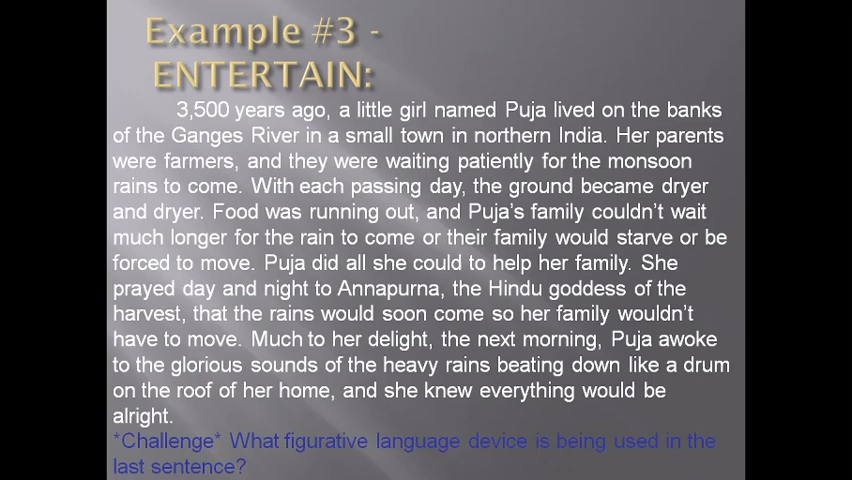 Example #3 -
ENTERTAIN:
3,500 years ago, a little girl named Puja lived on the banks
of the Ganges River in a small town in northern India. Her parents
were farmers, and they were waiting patiently for the monsoon
rains to come. With each passing day, the ground became dryer
and dryer. Food was running out, and Puja's family couldn't wait
much longer for the rain to come or their family would starve or be
forced to move. Puja did all she could to help her family. She
prayed day and night to Annapurna, the Hindu goddess of the
harvest, that the rains would soon come so her family wouldn't
have to move. Much to her delight, the next morning, Puja awoke
to the glorious sounds of the heavy rains beating down like a drum
on the roof of her home, and she knew everything would be
alright.
*Challenge* What figurative language device is being used in the
last sentence?